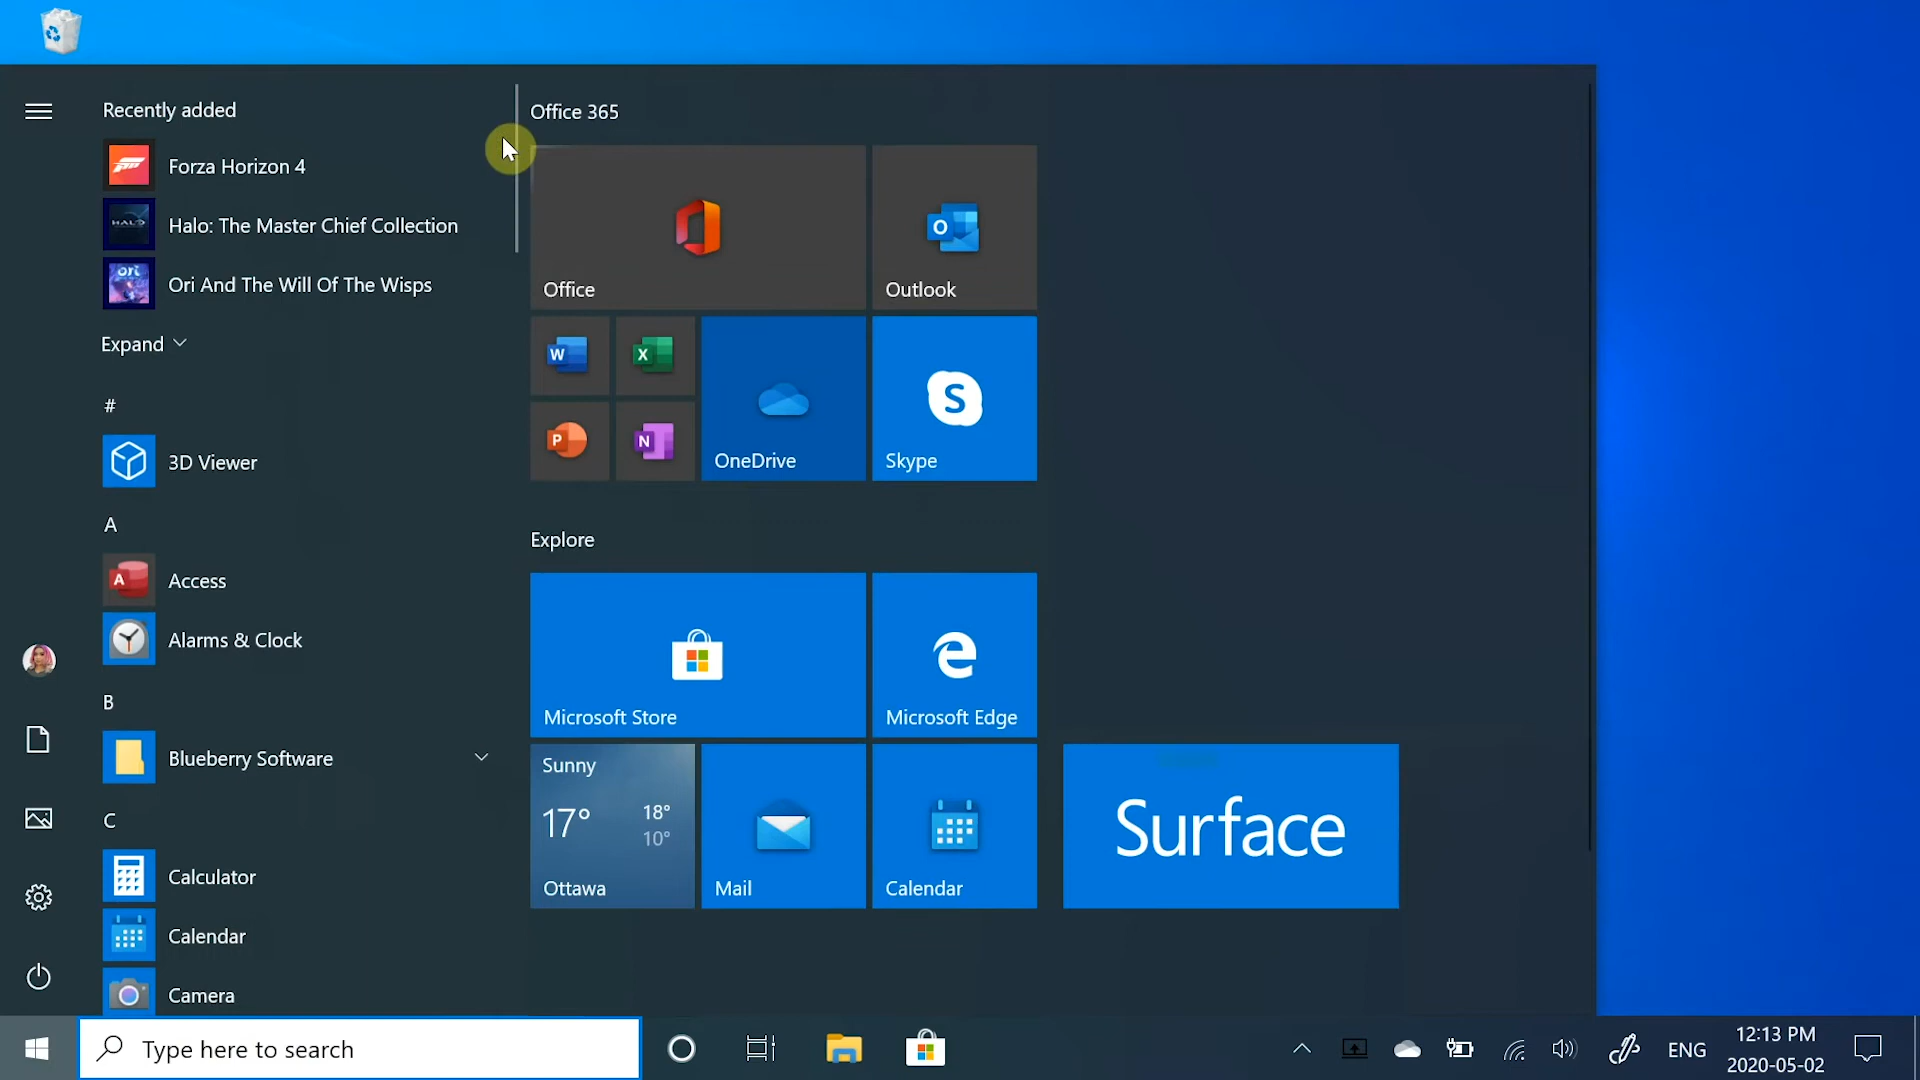 Recently added
Forza Horizon 4
HALO
Halo: The Master Chief Collection
ori
Ori And The Will Of The Wisps
Expand
#
3D Viewer
A
A
Access
Alarms & Clock
B
Blueberry Software
C
Calculator
Calendar
Camera
Office 365
Office
O
Outlook
W
X
P
N
OneDrive
S
Skype
Explore
Microsoft Store
Microsoft Edge
Sunny
17° 18°
10°
Ottawa
Mail
Calendar
Surface
Type here to search
ENG
12:13 PM
2020-05-02